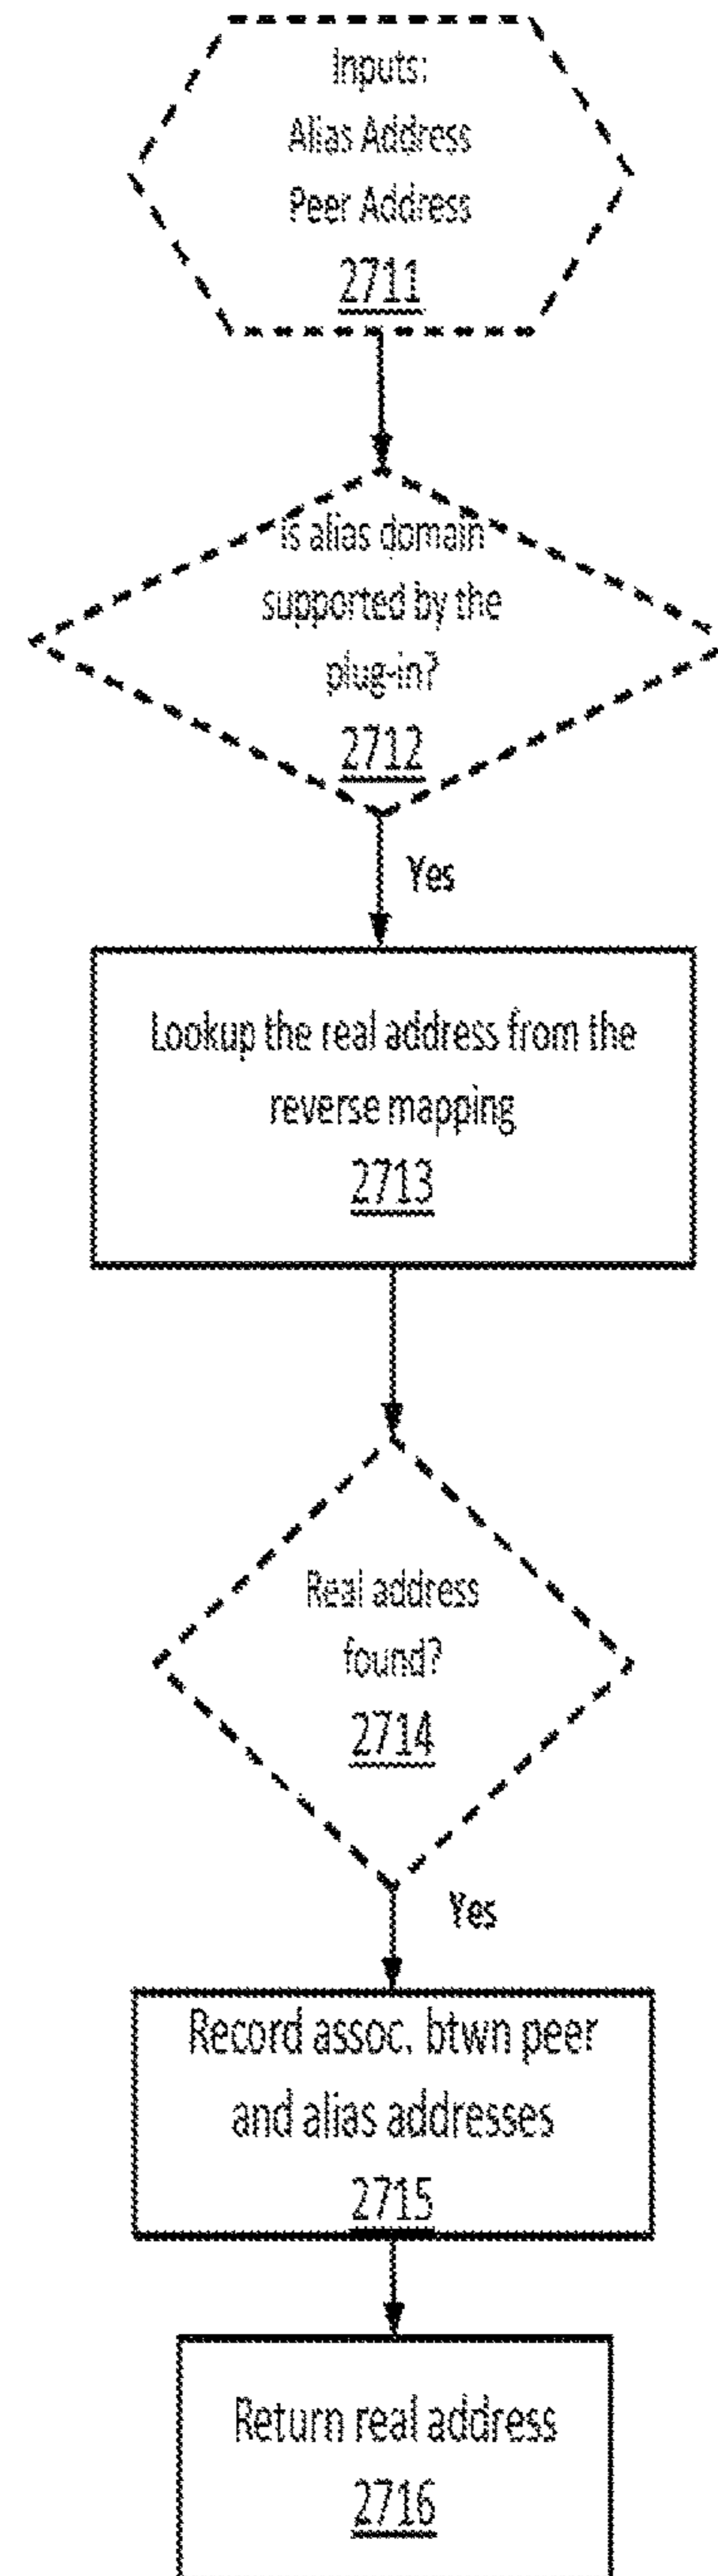 Inputs:
Alias Address
Peer Address
2711
Is alias domain
supported by the
plug-in?
2712
Yes
Lookup the real address from the
reverse mapping
2713
Real address
found?
2714
Yes
Record assoc. btwn peer
and alias addresses
2715
Return real address
2716